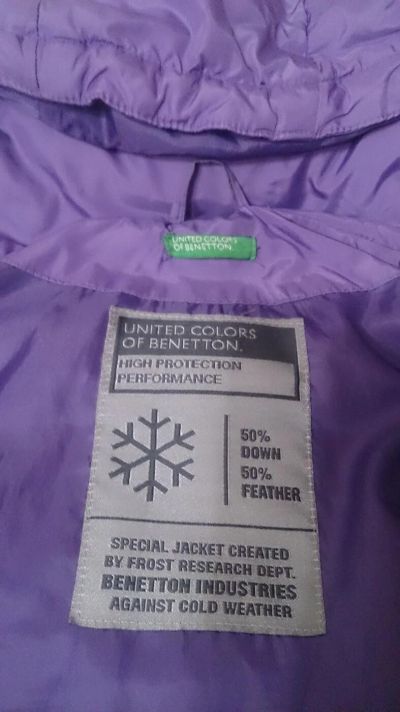 UNITED COLORS
OF BENETTON.
UNITED COLORS
OF BENETTON.
HIGH PROTECTION
PERFORMANCE
50%
DOWN
50%
FEATHER
SPECIAL JACKET CREATED
BY FROST RESEARCH DEPT.
BENETTON INDUSTRIES
AGAINST COLD WEATHER